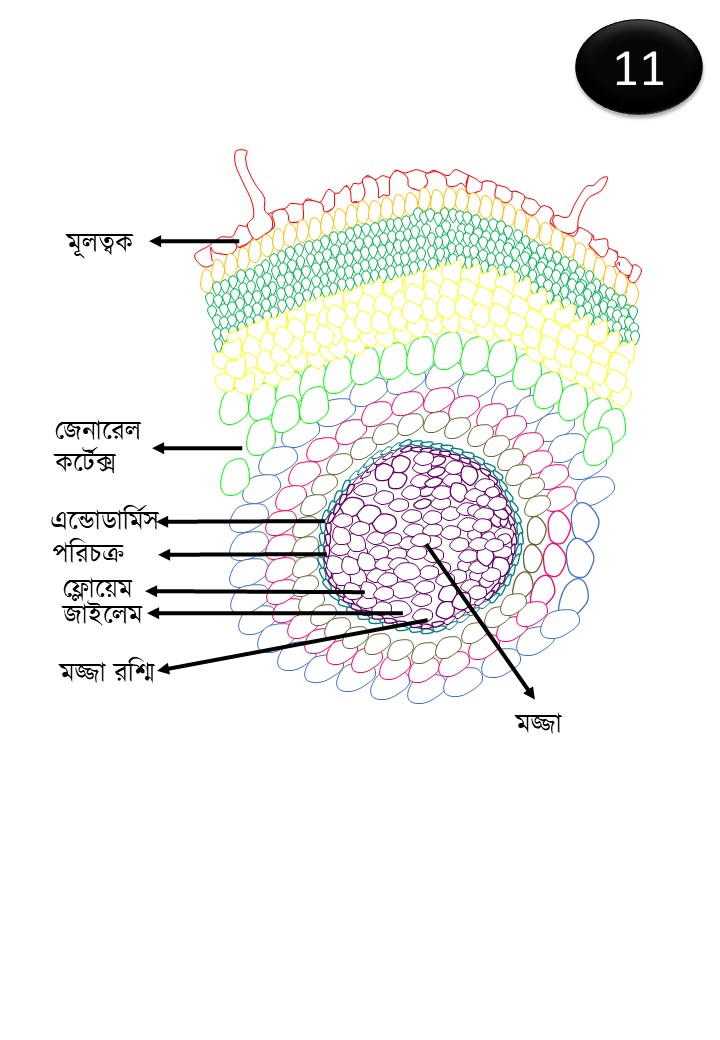 11
মূলত্বক
জেনারেল
কর্টেক্স
এন্ডোডার্মিস
পরিচক্র
ফ্লোয়েম
জাইলেম
মজ্জা রশ্মি
মজ্জা